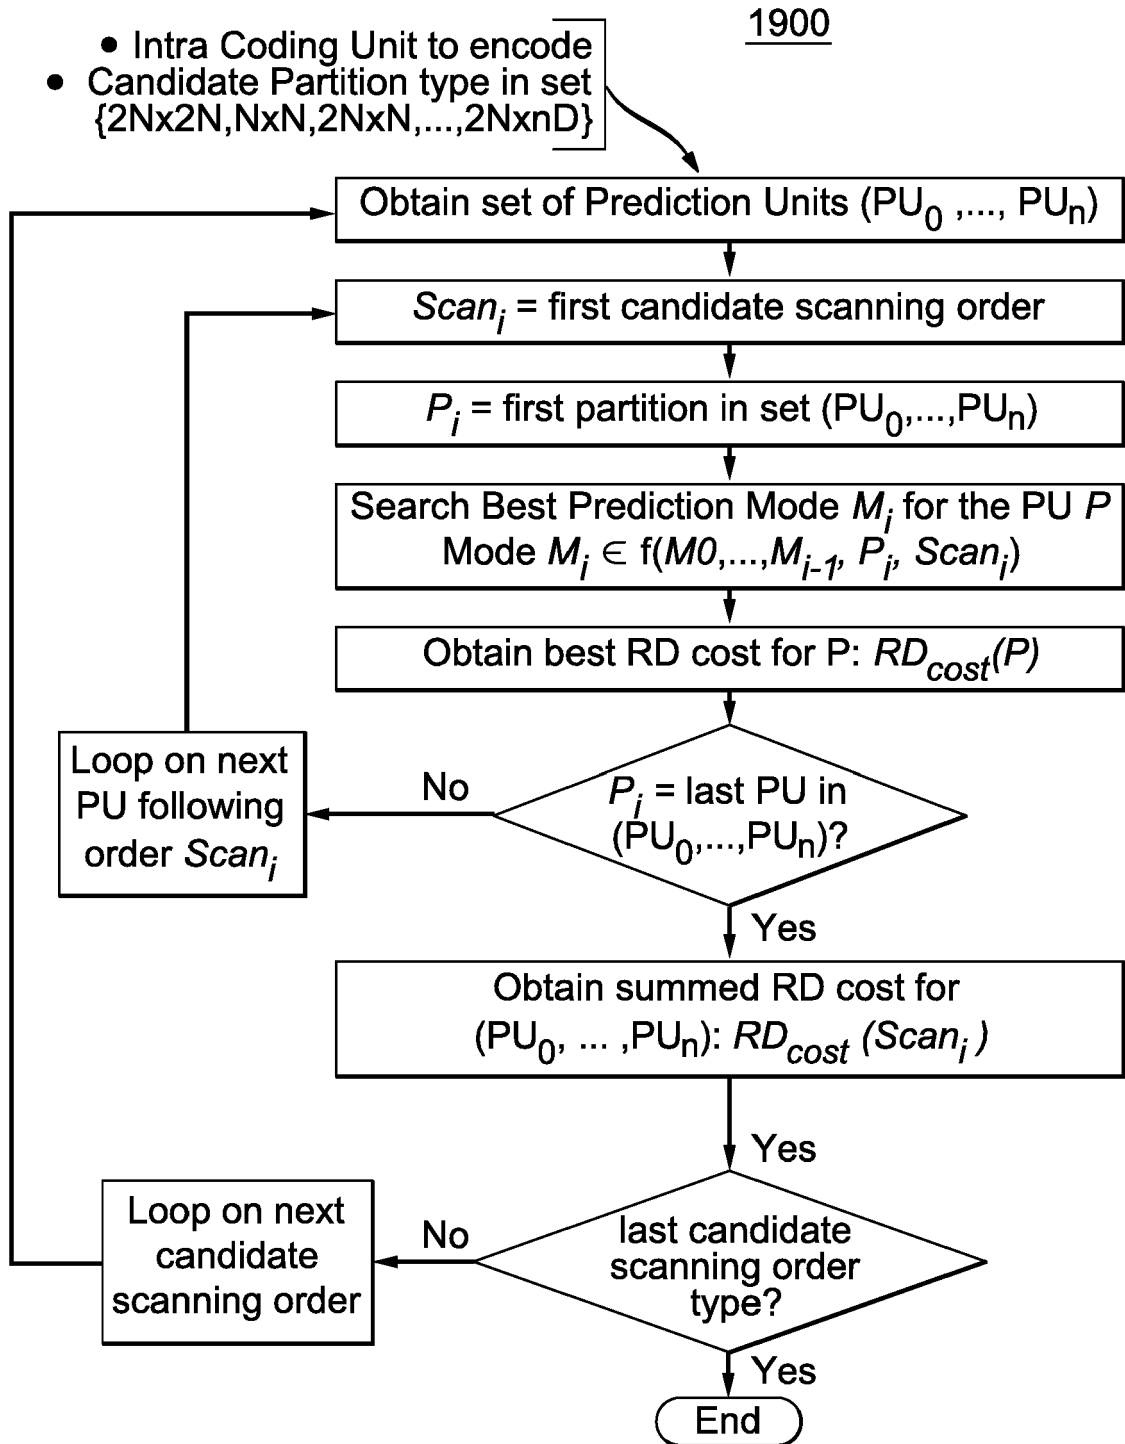 1900
• Intra Coding Unit to encode
• Candidate Partition type in set
{2Nx2N,NxN,2NxN,...,2NxnD}
Obtain set of Prediction Units (PU0 ,..., PUn)
Scani = first candidate scanning order
Pi = first partition in set (PU0,...,PUn)
Search Best Prediction Mode Mi for the PU P
Mode Mi ∈ f(M0,...,Mi-1, Pi, Scani)
Obtain best RD cost for P: RDcost(P)
Loop on next
PU following
order Scani
No
Pi = last PU in
(PU0,...,PUn)?
Yes
Obtain summed RD cost for
(PU0, ... ,PUn): RDcost (Scani )
Yes
Loop on next
candidate
scanning order
No
last candidate
scanning order
type?
Yes
End